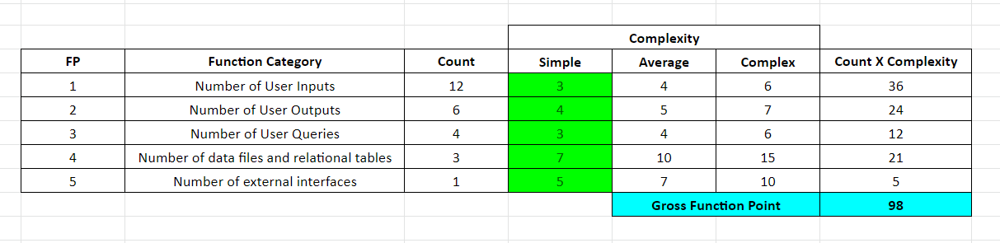 Complexity
FP Function Category Count Simple Average Complex Count X Complexity
1 Number of User Inputs 12 3 4 6 36
2 Number of User Outputs 6 4 5 7 24
3 Number of User Queries 4 3 4 6 12
4 Number of data files and relational tables 3 7 10 15 21
5 Number of external interfaces 1 5 7 10 5
Gross Function Point 98